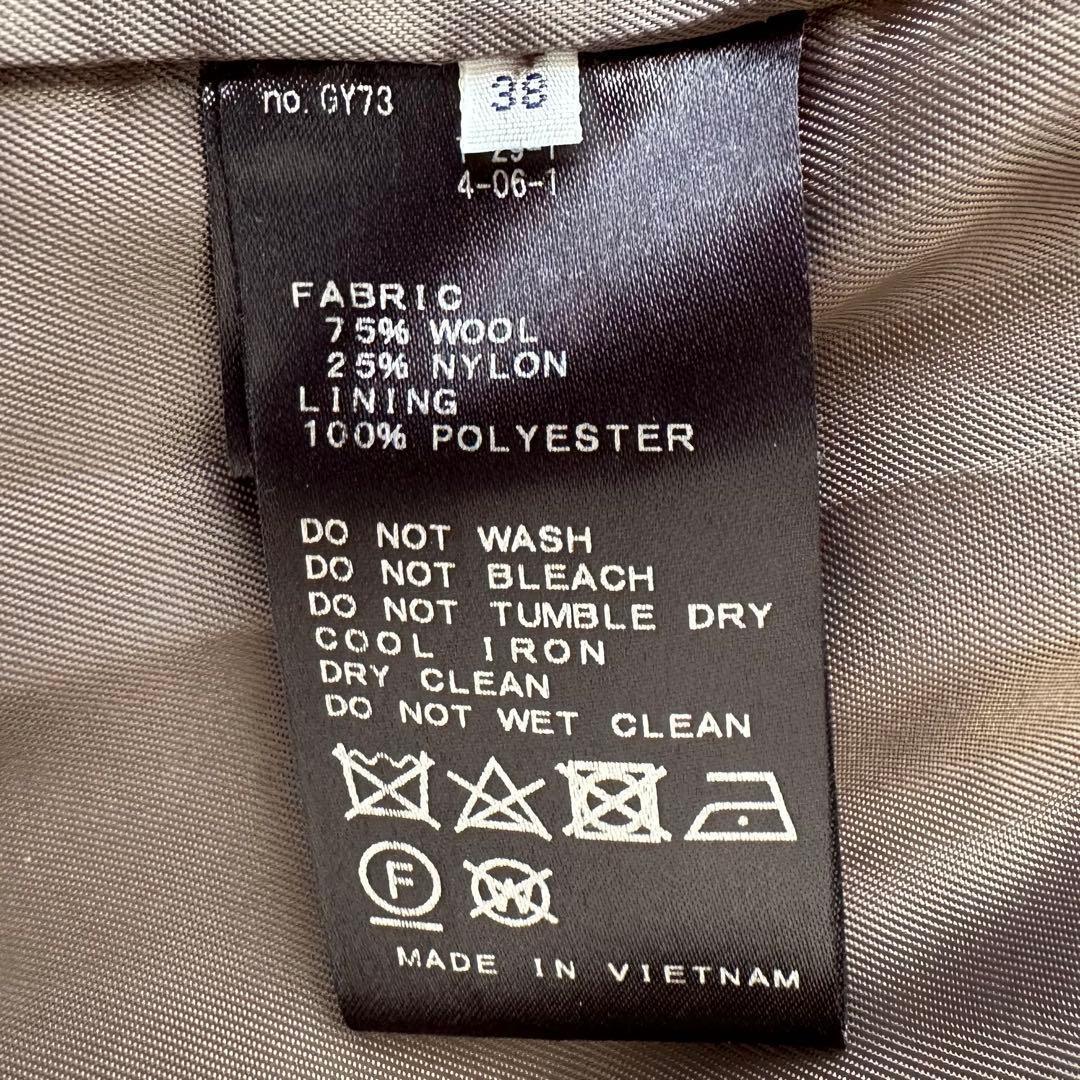 no. GY73
38
4-06-1
FABRIC
75% WOOL
25% NYLON
LINING
100% POLYESTER
DO NOT WASH
DO NOT BLEACH
DO NOT TUMBLE DRY
COOL IRON
DRY CLEAN
DO NOT WET CLEAN
F
W
MADE IN VIETNAM